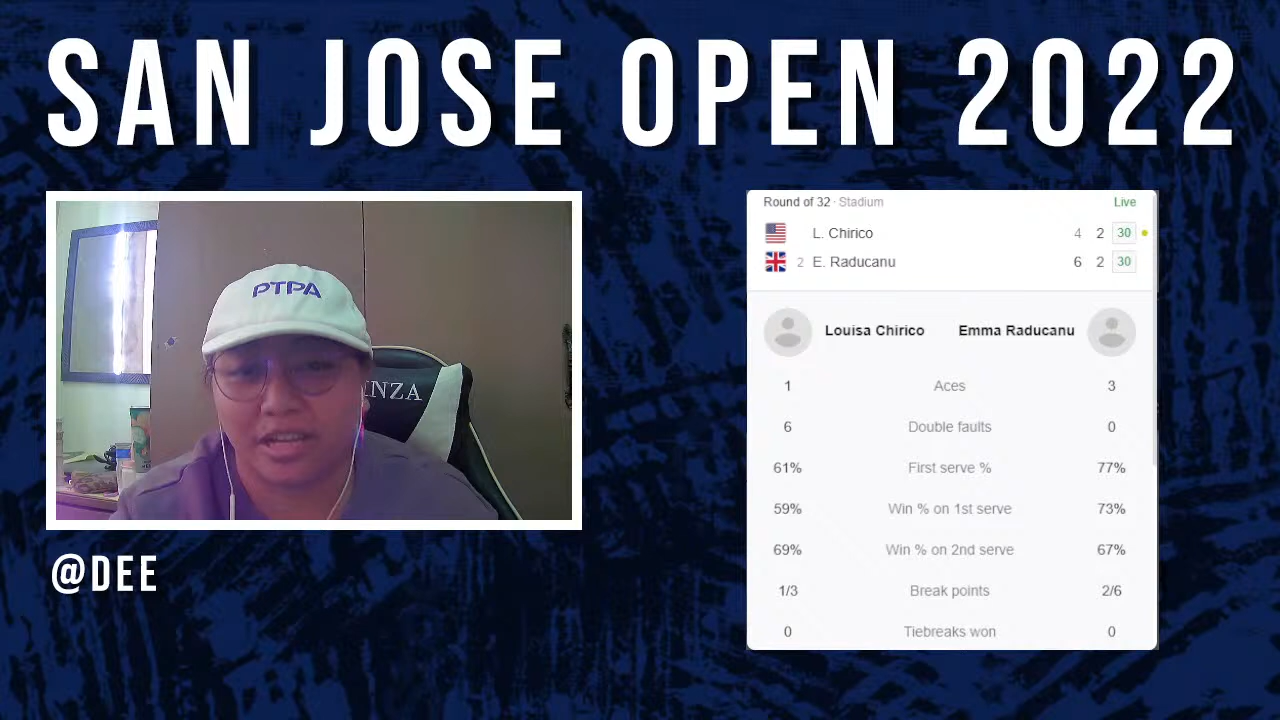 SAN JOSE OPEN 2022
PTPA
INZA
@DEE
Round of 32 · Stadium Live
L. Chirico 4 2 30
2 E. Raducanu 6 2 30
Louisa Chirico Emma Raducanu
1 Aces 3
6 Double faults 0
61% First serve % 77%
59% Win % on 1st serve 73%
69% Win % on 2nd serve 67%
1/3 Break points 2/6
0 Tiebreaks won 0